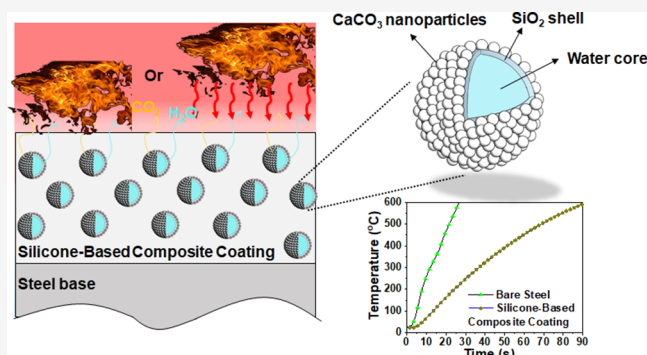 CaCO₃ nanoparticles
SiO₂ shell
Water core
Or
CO₂
H₂O
Silicone-Based Composite Coating
Steel base
Temperature (°C)
600
500
400
300
200
100
0
Bare Steel
Silicone-Based
Composite Coating
0 10 20 30 40 50 60 70 80 90
Time (s)